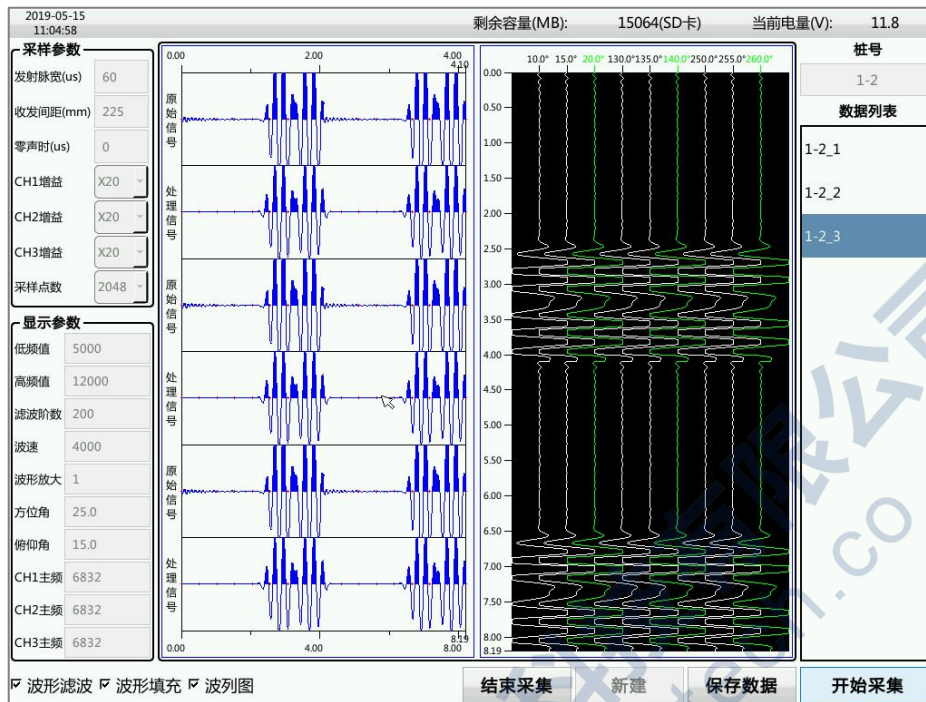 2019-05-15
11:04:58
剩余容量(MB): 15064(SD卡) 当前电量(V): 11.8
采样参数
发射脉宽(us) 60
收发间距(mm) 225
零声时(us) 0
CH1增益 X20
CH2增益 X20
CH3增益 X20
采样点数 2048
显示参数
低频值 5000
高频值 12000
滤波阶数 200
波速 4000
波形放大 1
方位角 25.0
俯仰角 15.0
CH1主频 6832
CH2主频 6832
CH3主频 6832
0.00 2.00 4.00
4.10
原始信号
处理信号
原始信号
处理信号
原始信号
处理信号
8.19
0.00 4.00 8.00
10.0° 15.0° 20.0° 130.0°135.0° 140.0°250.0°255.0°260.0°
0.00
0.50
1.00
1.50
2.00
2.50
3.00
3.50
4.00
4.50
5.00
5.50
6.00
6.50
7.00
7.50
8.00
8.19
桩号
1-2
数据列表
1-2_1
1-2_2
1-2_3
波形滤波 波形填充 波列图
结束采集 新建 保存数据 开始采集
科技有限公司
tech.co